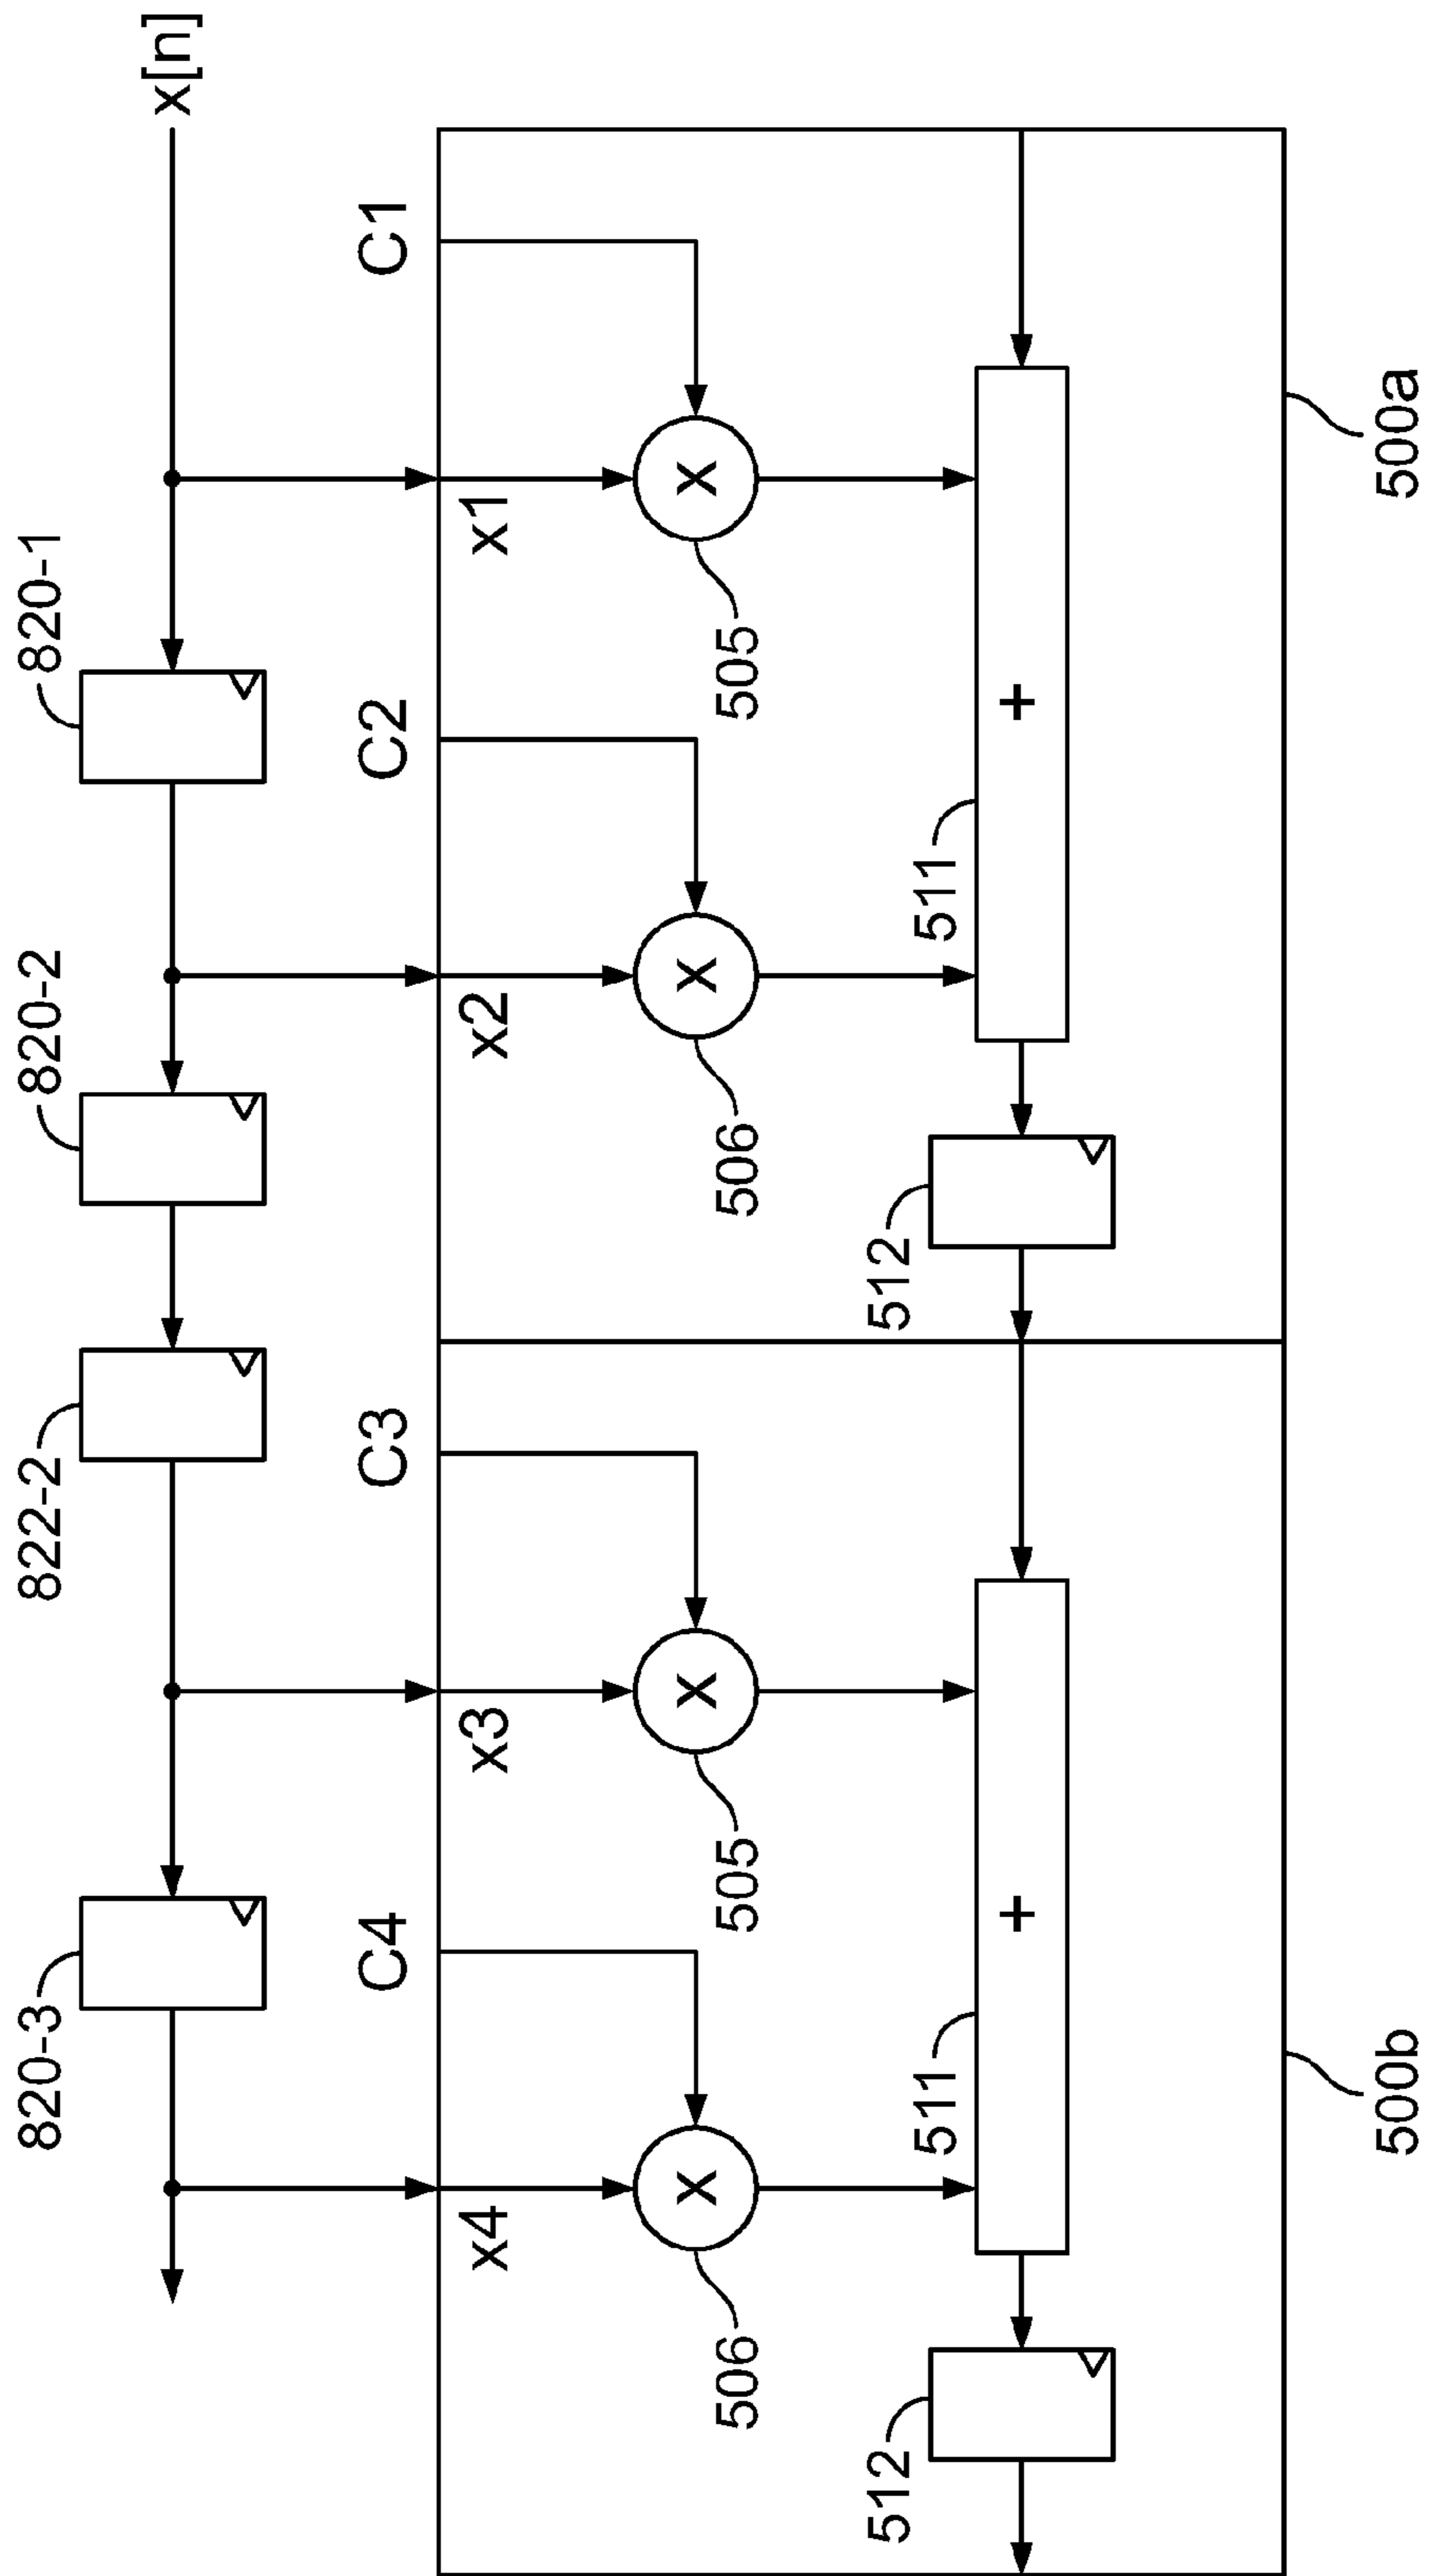 x[n]
820-1
820-2
822-2
820-3
C1
C2
C3
C4
x1
x2
x3
x4
X
X
X
X
505
506
505
506
+
+
511
511
512
512
500a
500b